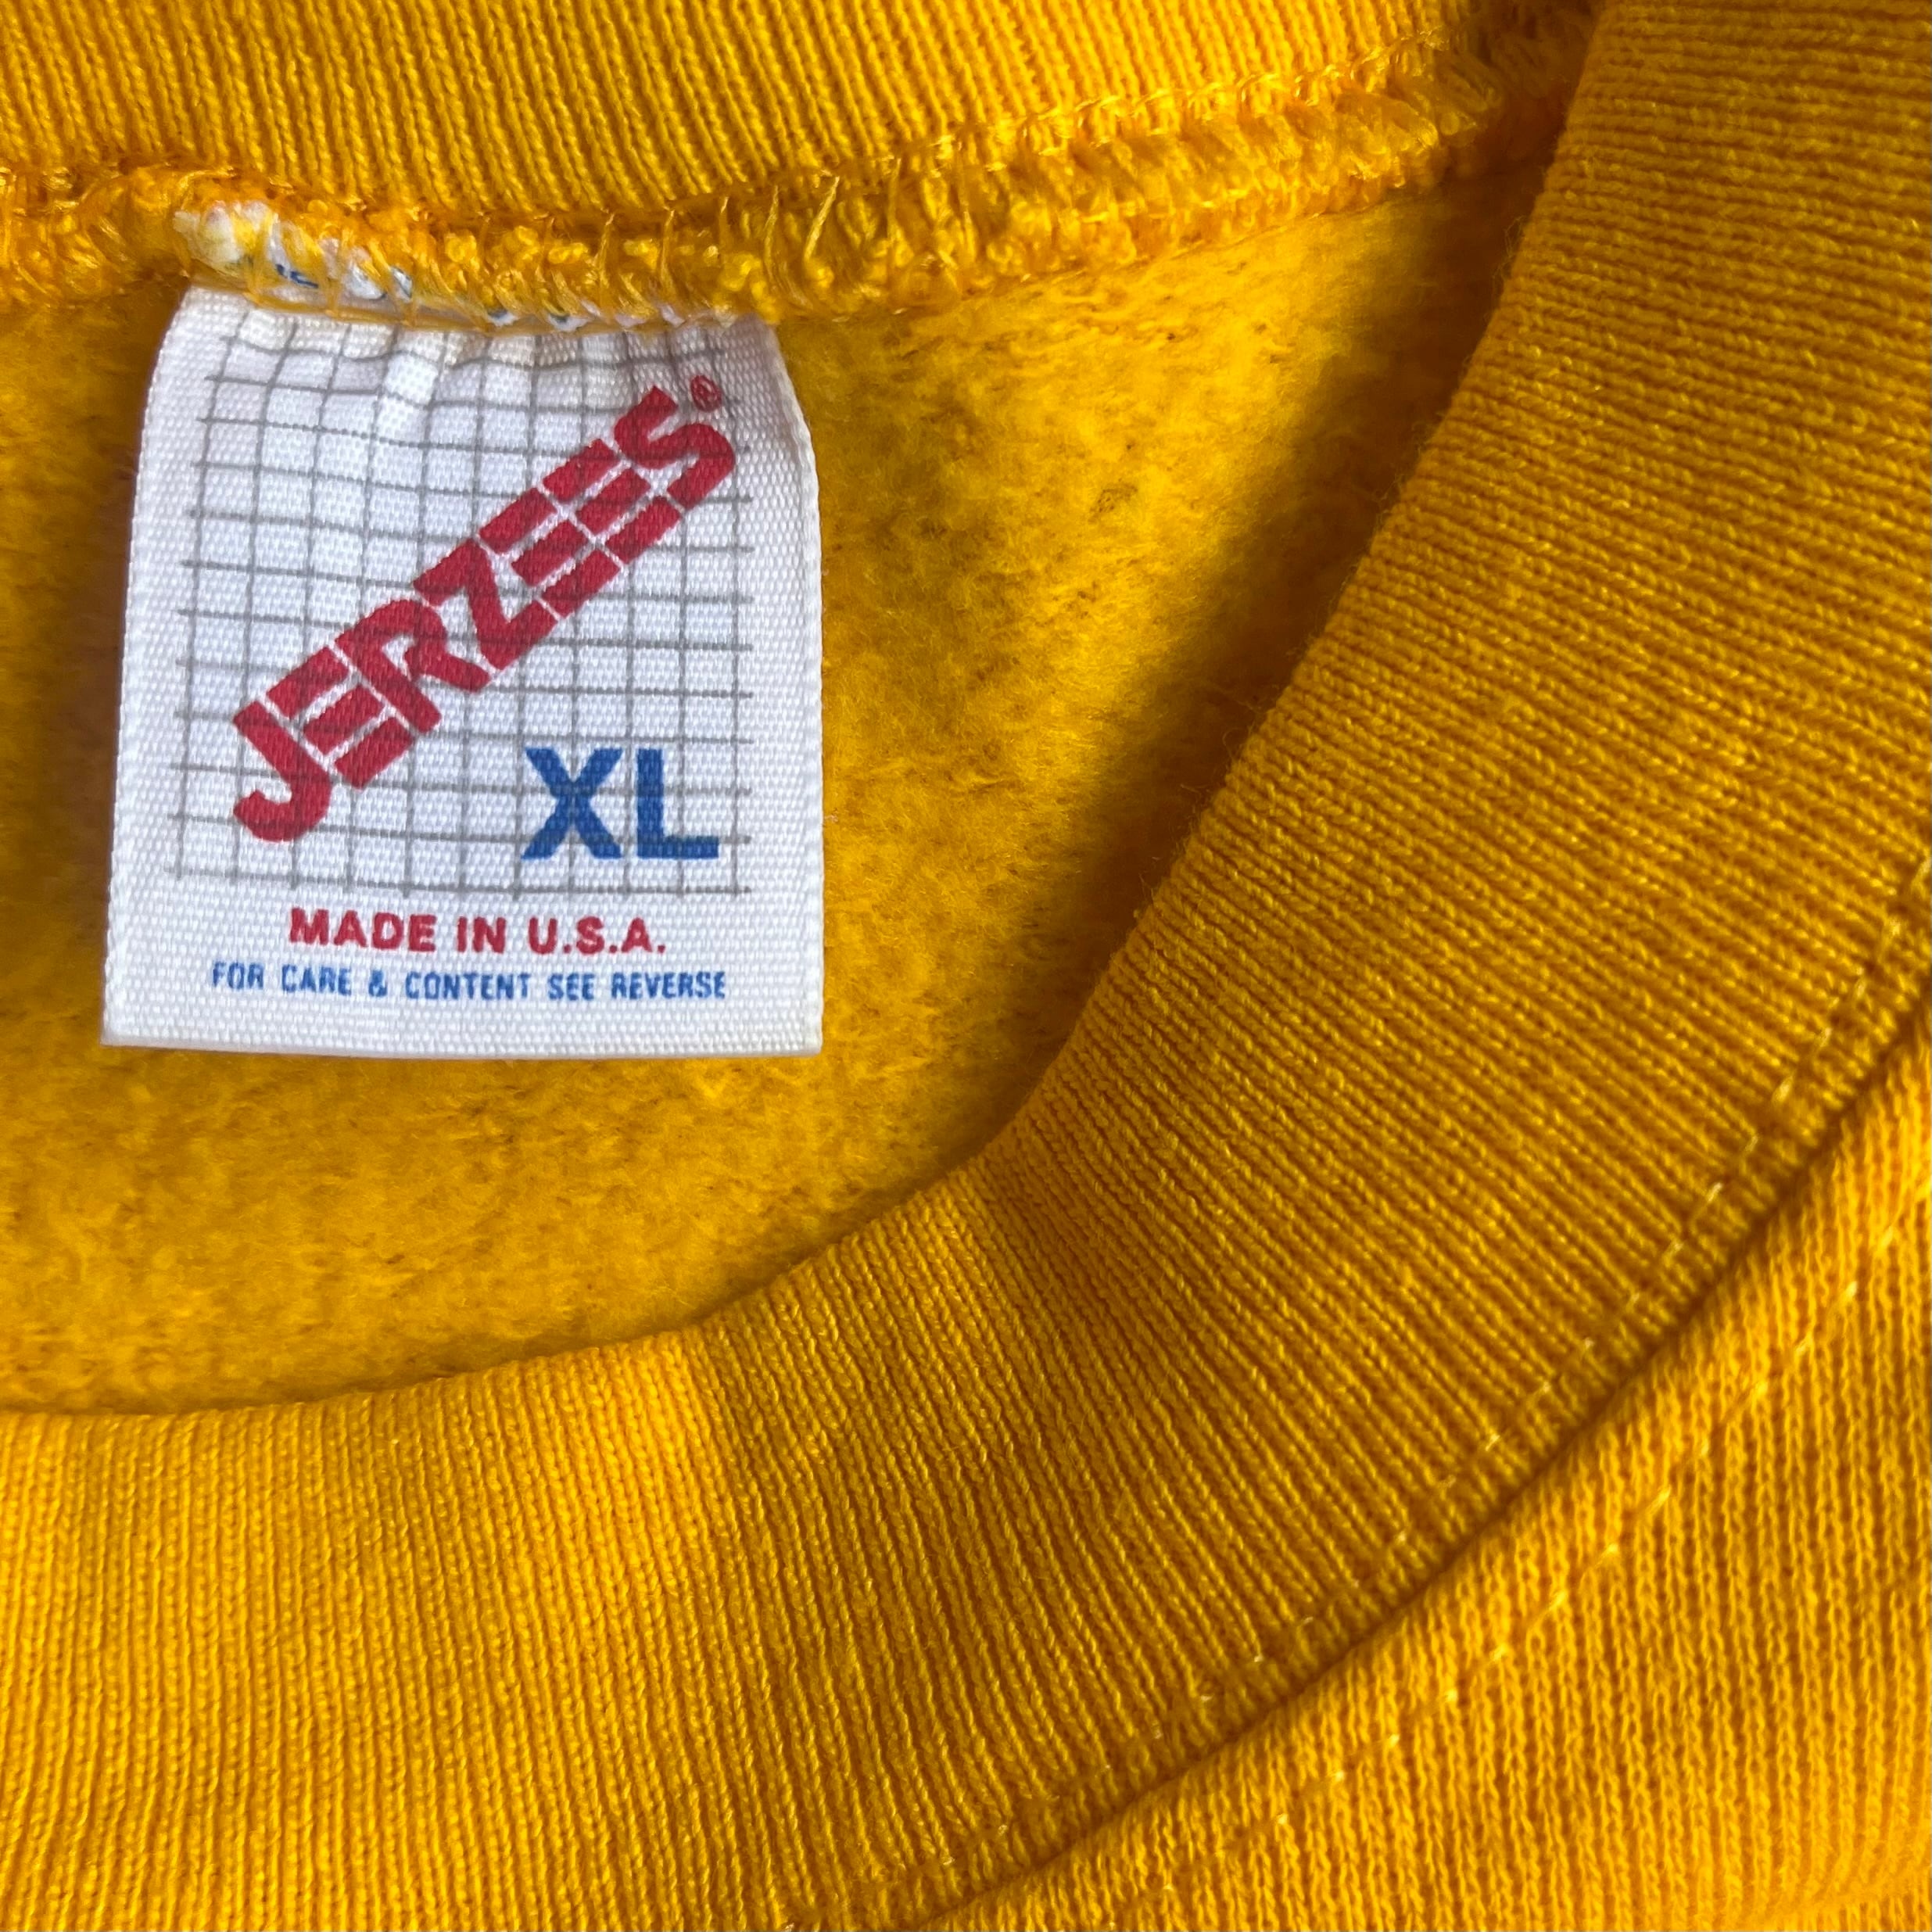 JERZEES®
XL
MADE IN U.S.A.
FOR CARE & CONTENT SEE REVERSE